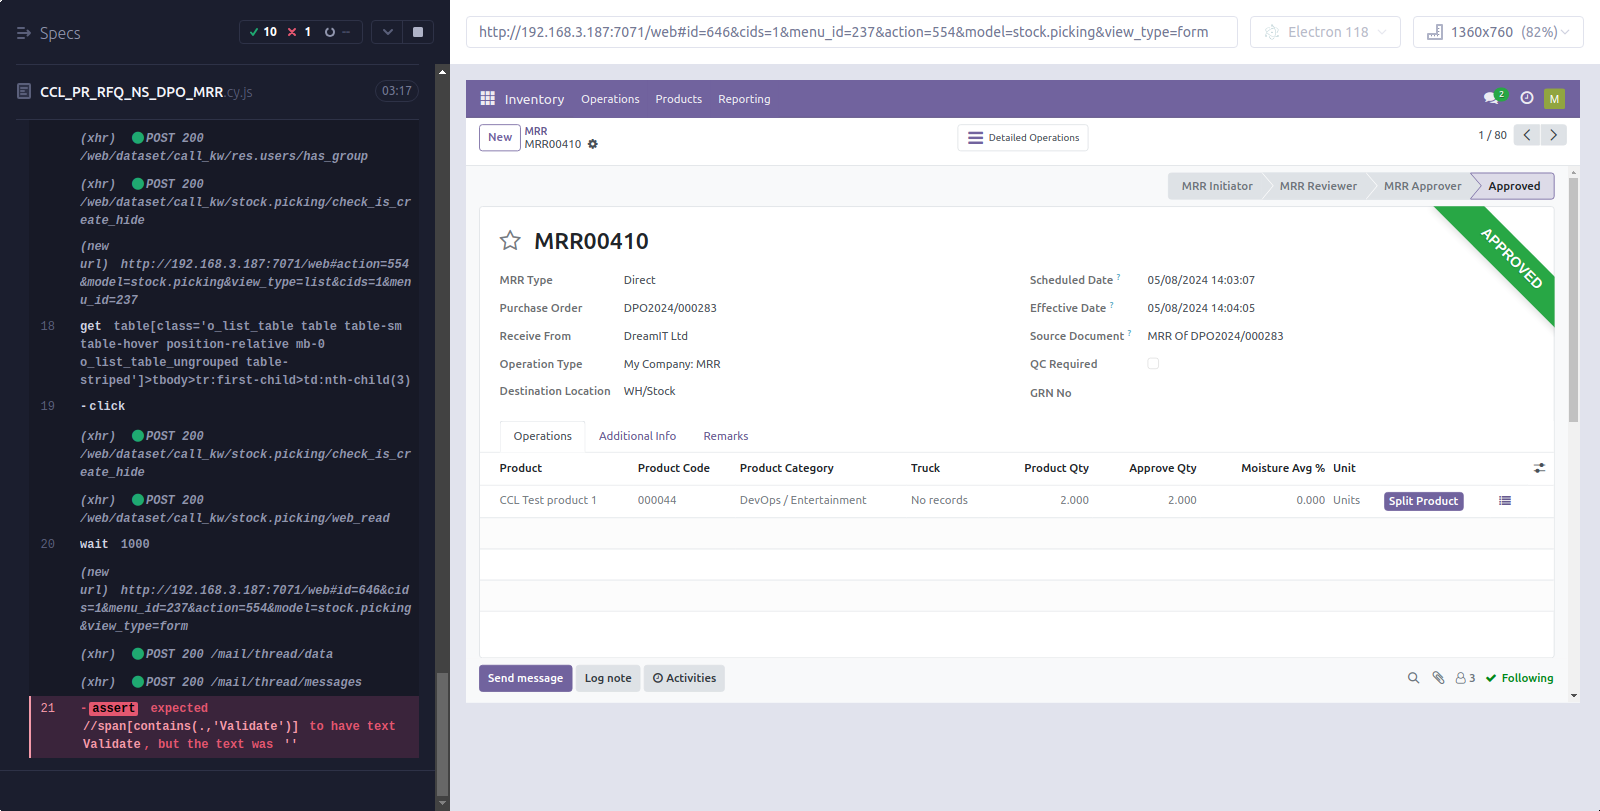 Specs
10 1 --
CCL_PR_RFQ_NS_DPO_MRR.cy.js 03:17
(xhr) POST 200
/web/dataset/call_kw/res.users/has_group
(xhr) POST 200
/web/dataset/call_kw/stock.picking/check_is_cr
eate_hide
(new
url) http://192.168.3.187:7071/web#action=554
&model=stock.picking&view_type=list&cids=1&men
u_id=237
18 get table[class='o_list_table table table-sm
table-hover position-relative mb-0
o_list_table_ungrouped table-
striped']>tbody>tr:first-child>td:nth-child(3)
19 -click
(xhr) POST 200
/web/dataset/call_kw/stock.picking/check_is_cr
eate_hide
(xhr) POST 200
/web/dataset/call_kw/stock.picking/web_read
20 wait 1000
(new
url) http://192.168.3.187:7071/web#id=646&cid
s=1&menu_id=237&action=554&model=stock.picking
&view_type=form
(xhr) POST 200 /mail/thread/data
(xhr) POST 200 /mail/thread/messages
21 -assert expected
//span[contains(.,'Validate')] to have text
Validate, but the text was ''
http://192.168.3.187:7071/web#id=646&cids=1&menu_id=237&action=554&model=stock.picking&view_type=form
Electron 118
1360x760 (82%)
Inventory Operations Products Reporting 2 M
New MRR
MRR00410
Detailed Operations
1 / 80
MRR Initiator MRR Reviewer MRR Approver Approved
APPROVED
MRR00410
MRR Type Direct
Purchase Order DPO2024/000283
Receive From DreamIT Ltd
Operation Type My Company: MRR
Destination Location WH/Stock
Scheduled Date ? 05/08/2024 14:03:07
Effective Date ? 05/08/2024 14:04:05
Source Document ? MRR Of DPO2024/000283
QC Required
GRN No
Operations Additional Info Remarks
Product Product Code Product Category Truck Product Qty Approve Qty Moisture Avg % Unit
CCL Test product 1 000044 DevOps / Entertainment No records 2.000 2.000 0.000 Units Split Product
Send message Log note Activities 3 Following